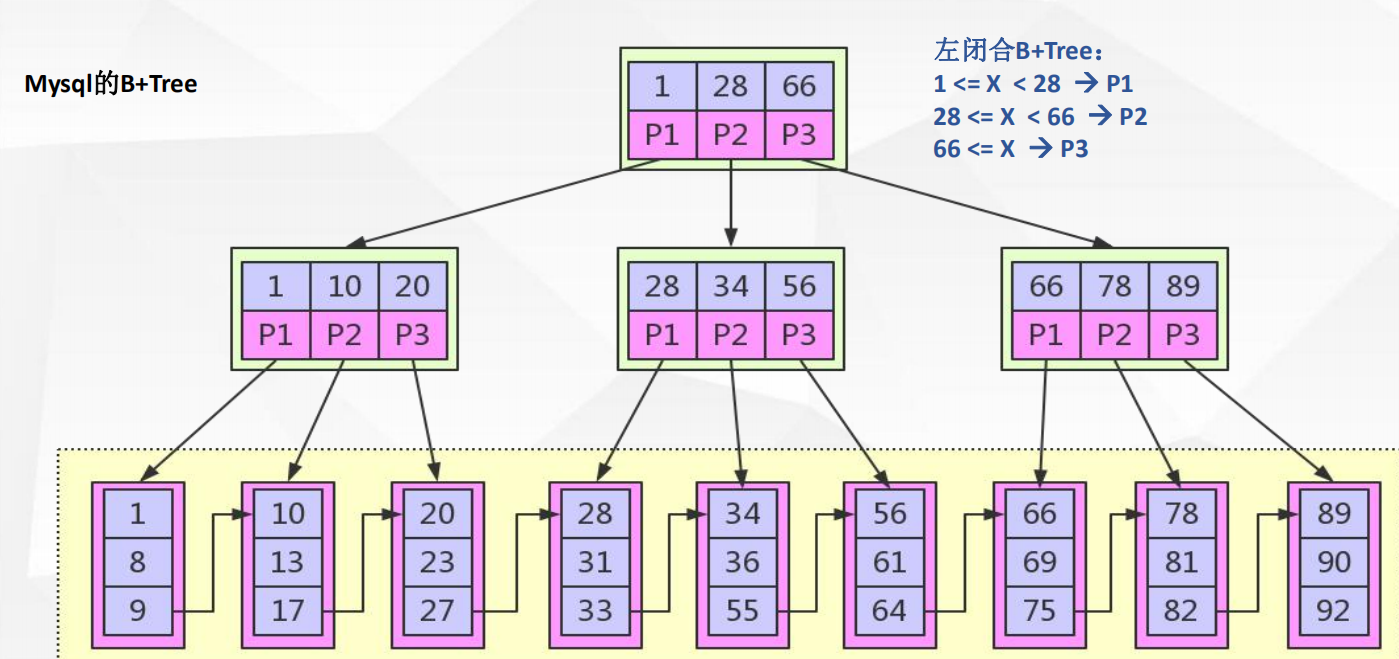 Mysql的B+Tree
左闭合B+Tree：
1 <= X < 28 → P1
28 <= X < 66 → P2
66 <= X → P3
1 28 66
P1 P2 P3
1 10 20
P1 P2 P3
28 34 56
P1 P2 P3
66 78 89
P1 P2 P3
1 10 20 28 34 56 66 78 89
8 13 23 31 36 61 69 81 90
9 17 27 33 55 64 75 82 92